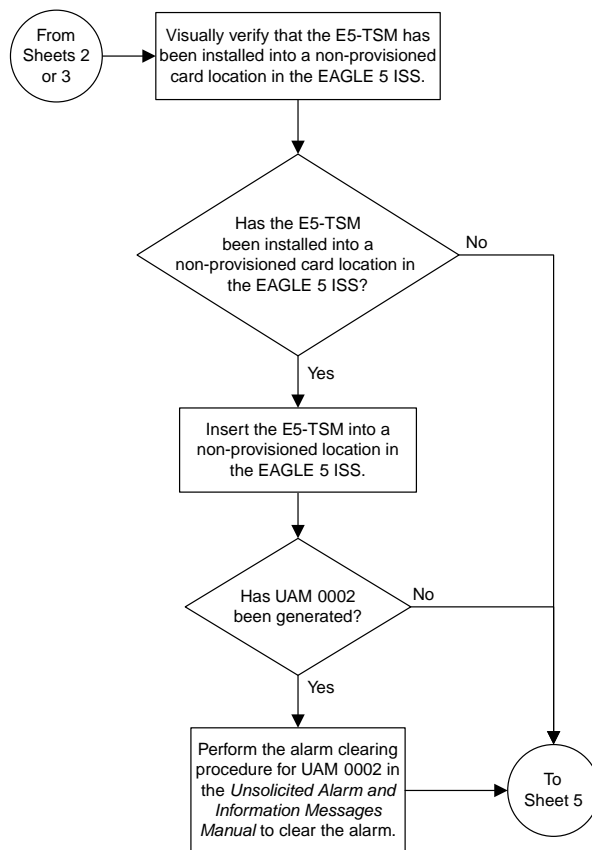 From
Sheets 2
or 3
Visually verify that the E5-TSM has
been installed into a non-provisioned
card location in the EAGLE 5 ISS.
Has the E5-TSM
been installed into a
non-provisioned card location in
the EAGLE 5 ISS?
No
Yes
Insert the E5-TSM into a
non-provisioned location in
the EAGLE 5 ISS.
Has UAM 0002
been generated?
No
Yes
Perform the alarm clearing
procedure for UAM 0002 in
the Unsolicited Alarm and
Information Messages
Manual to clear the alarm.
To
Sheet 5